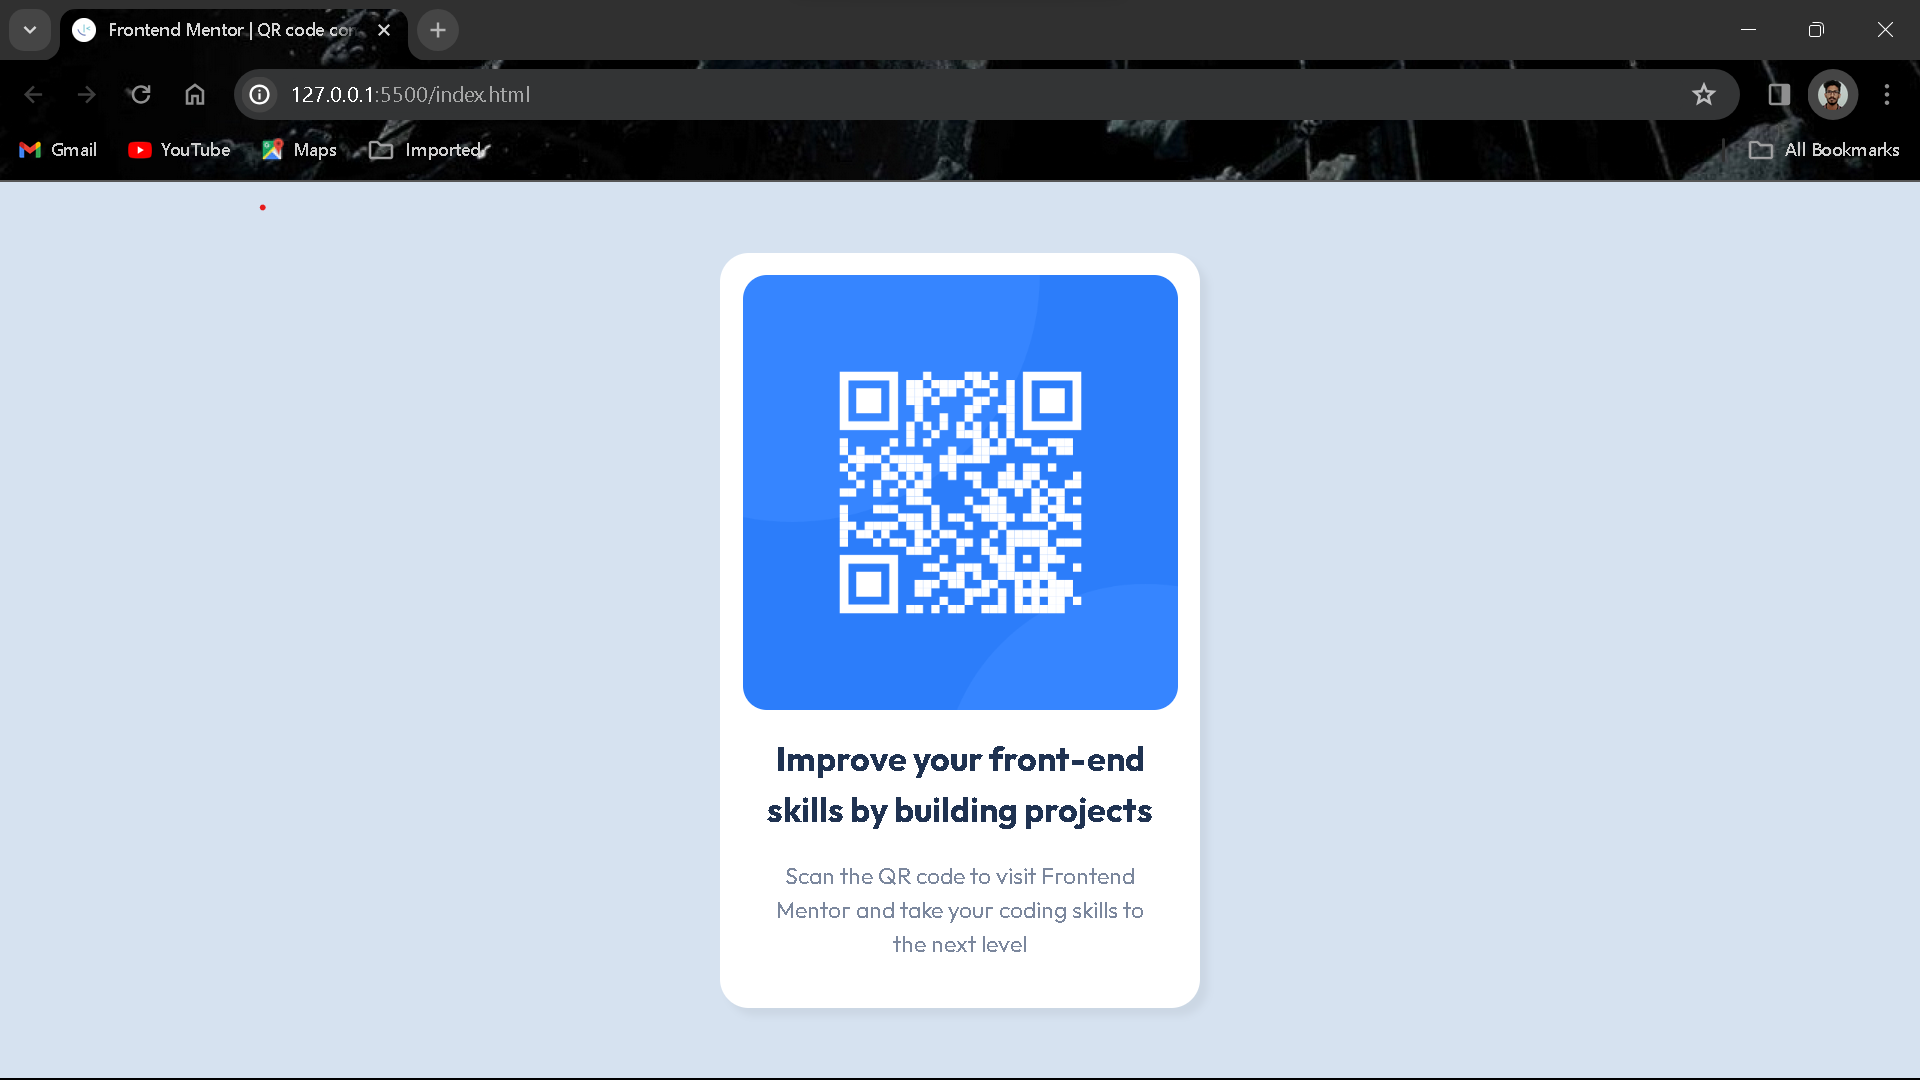 Frontend Mentor | QR code co
127.0.0.1:5500/index.html
Gmail
YouTube
Maps
Imported
All Bookmarks
Improve your front-end
skills by building projects
Scan the QR code to visit Frontend
Mentor and take your coding skills to
the next level